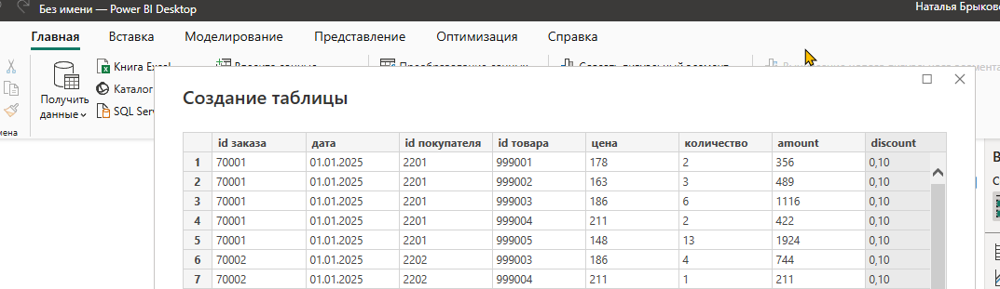 Без имени — Power BI Desktop
Наталья Брыков
Главная Вставка Моделирование Представление Оптимизация Справка
Получить данные
Книга Excel
Каталог
SQL Serv
мена
Создание таблицы
id заказа дата id покупателя id товара цена количество amount discount
1 70001 01.01.2025 2201 999001 178 2 356 0,10
2 70001 01.01.2025 2201 999002 163 3 489 0,10
3 70001 01.01.2025 2201 999003 186 6 1116 0,10
4 70001 01.01.2025 2201 999004 211 2 422 0,10
5 70001 01.01.2025 2201 999005 148 13 1924 0,10
6 70002 01.01.2025 2202 999003 186 4 744 0,10
7 70002 01.01.2025 2202 999004 211 1 211 0,10